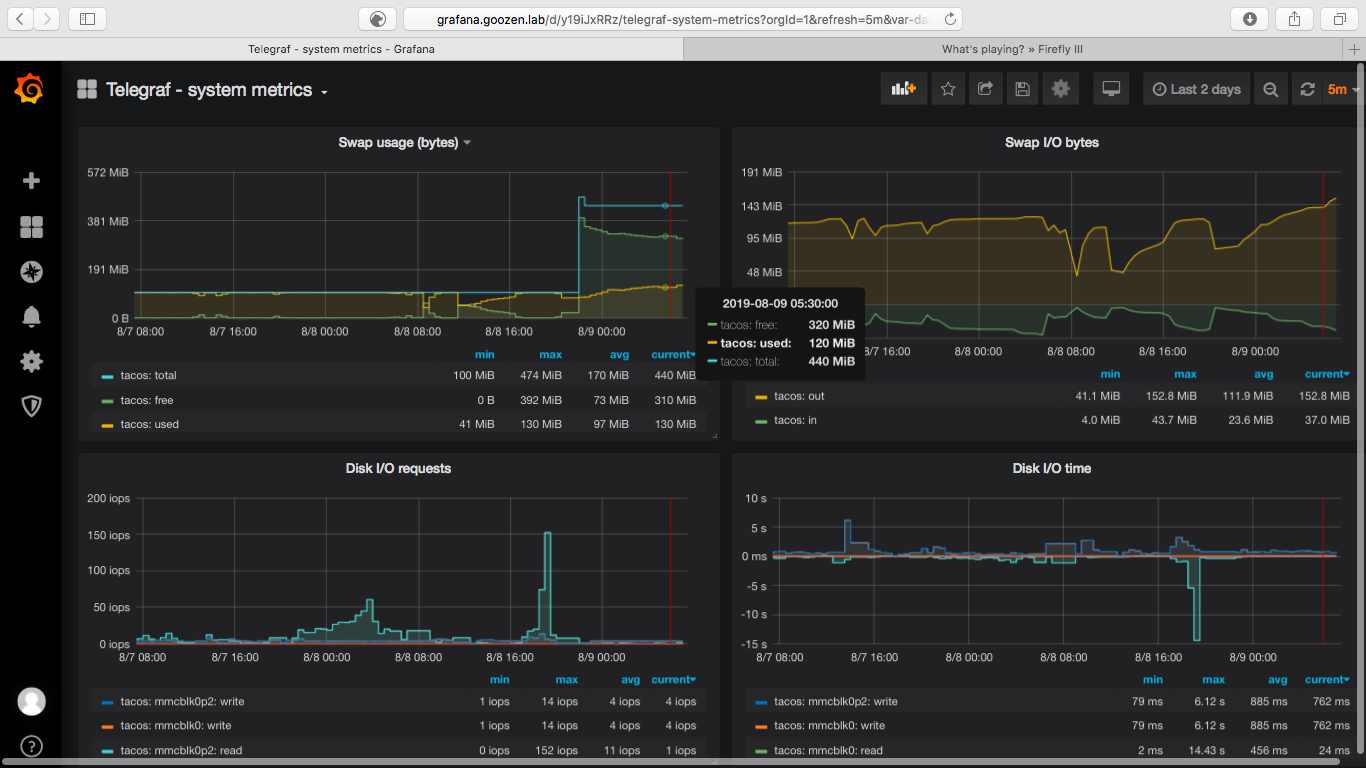 grafana.goozen.lab/d/y19iJxRRz/telegraf-system-metrics?orgId=1&refresh=5m&var-da
Telegraf - system metrics - Grafana
What's playing? » Firefly III
Telegraf - system metrics
Last 2 days
5m
Swap usage (bytes)
572 MiB
381 MiB
191 MiB
0 B
8/7 08:00 8/7 16:00 8/8 00:00 8/8 08:00 8/8 16:00 8/9 00:00
min max avg current
tacos: total 100 MiB 474 MiB 170 MiB 440 MiB
tacos: free 0 B 392 MiB 73 MiB 310 MiB
tacos: used 41 MiB 130 MiB 97 MiB 130 MiB
Swap I/O bytes
191 MiB
143 MiB
95 MiB
48 MiB
8/7 16:00 8/8 00:00 8/8 08:00 8/8 16:00 8/9 00:00
min max avg current
tacos: out 41.1 MiB 152.8 MiB 111.9 MiB 152.8 MiB
tacos: in 4.0 MiB 43.7 MiB 23.6 MiB 37.0 MiB
2019-08-09 05:30:00
tacos: free: 320 MiB
tacos: used: 120 MiB
tacos: total: 440 MiB
Disk I/O requests
200 iops
150 iops
100 iops
50 iops
0 iops
8/7 08:00 8/7 16:00 8/8 00:00 8/8 08:00 8/8 16:00 8/9 00:00
min max avg current
tacos: mmcblk0p2: write 1 iops 14 iops 4 iops 4 iops
tacos: mmcblk0: write 1 iops 14 iops 4 iops 4 iops
tacos: mmcblk0p2: read 0 iops 152 iops 11 iops 1 iops
Disk I/O time
10 s
5 s
0 ms
-5 s
-10 s
-15 s
8/7 08:00 8/7 16:00 8/8 00:00 8/8 08:00 8/8 16:00 8/9 00:00
min max avg current
tacos: mmcblk0p2: write 79 ms 6.12 s 885 ms 762 ms
tacos: mmcblk0: write 79 ms 6.12 s 885 ms 762 ms
tacos: mmcblk0: read 2 ms 14.43 s 456 ms 24 ms